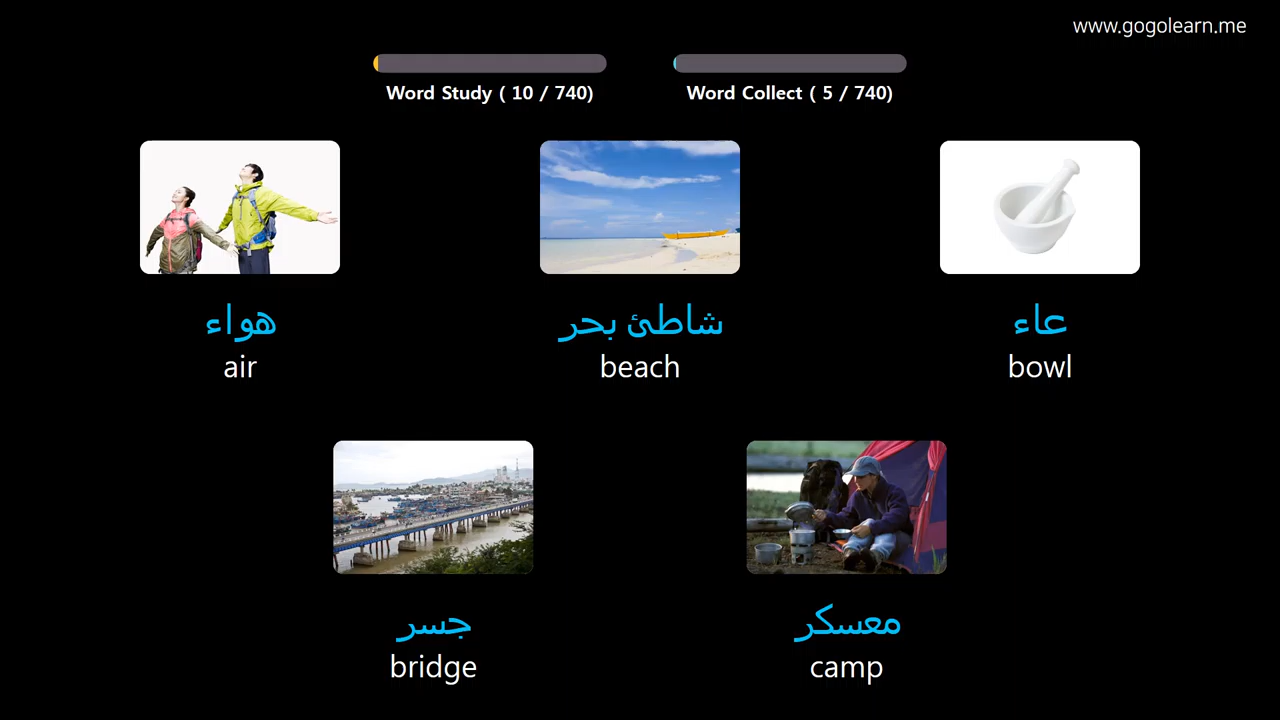 www.gogolearn.me
Word Study ( 10 / 740)
Word Collect ( 5 / 740)
هواء
air
شاطئ بحر
beach
عاء
bowl
جسر
bridge
معسكر
camp